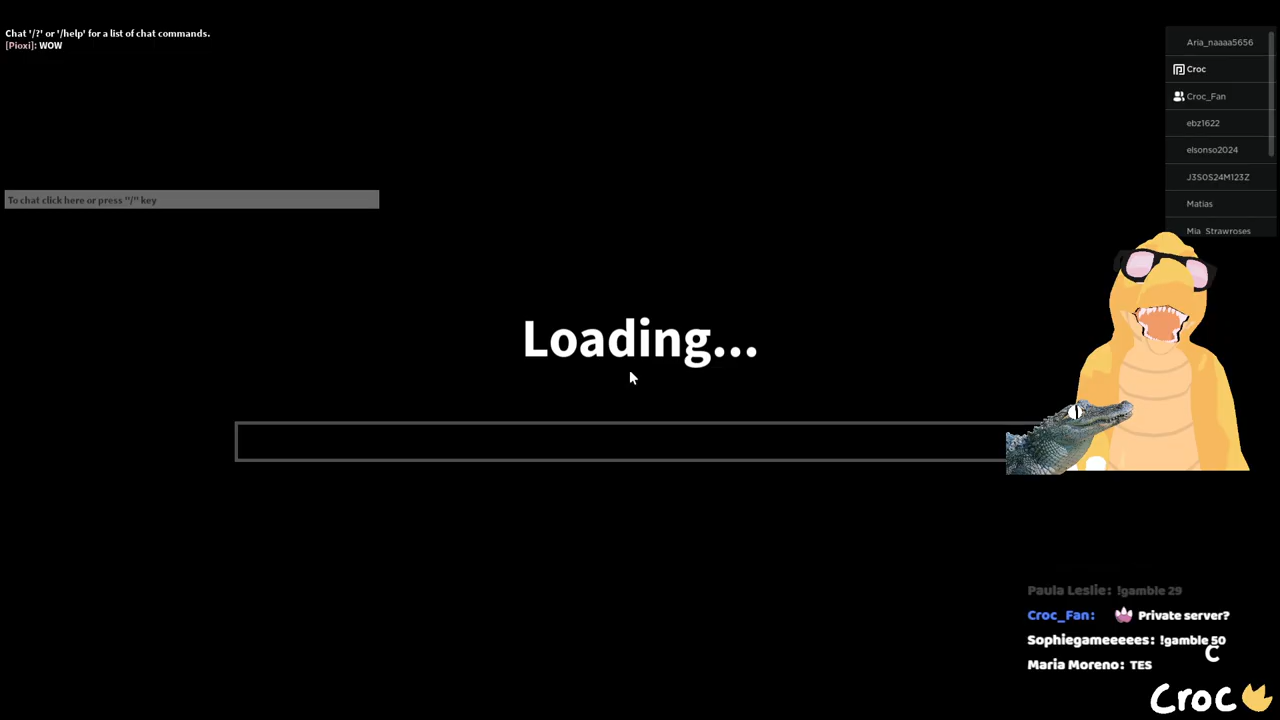 Chat '/?' or '/help' for a list of chat commands.
[Pioxi]: WOW
To chat click here or press "/" key
Aria_naaaa5656
Croc
Croc_Fan
ebz1622
elsonso2024
J3S0S24M123Z
Matias
Mia_Strawroses
Loading...
Paula Leslie: !gamble 29
Croc_Fan: Private server?
Sophiegameeeees: !gamble 50
C
Maria Moreno: TES
Croc